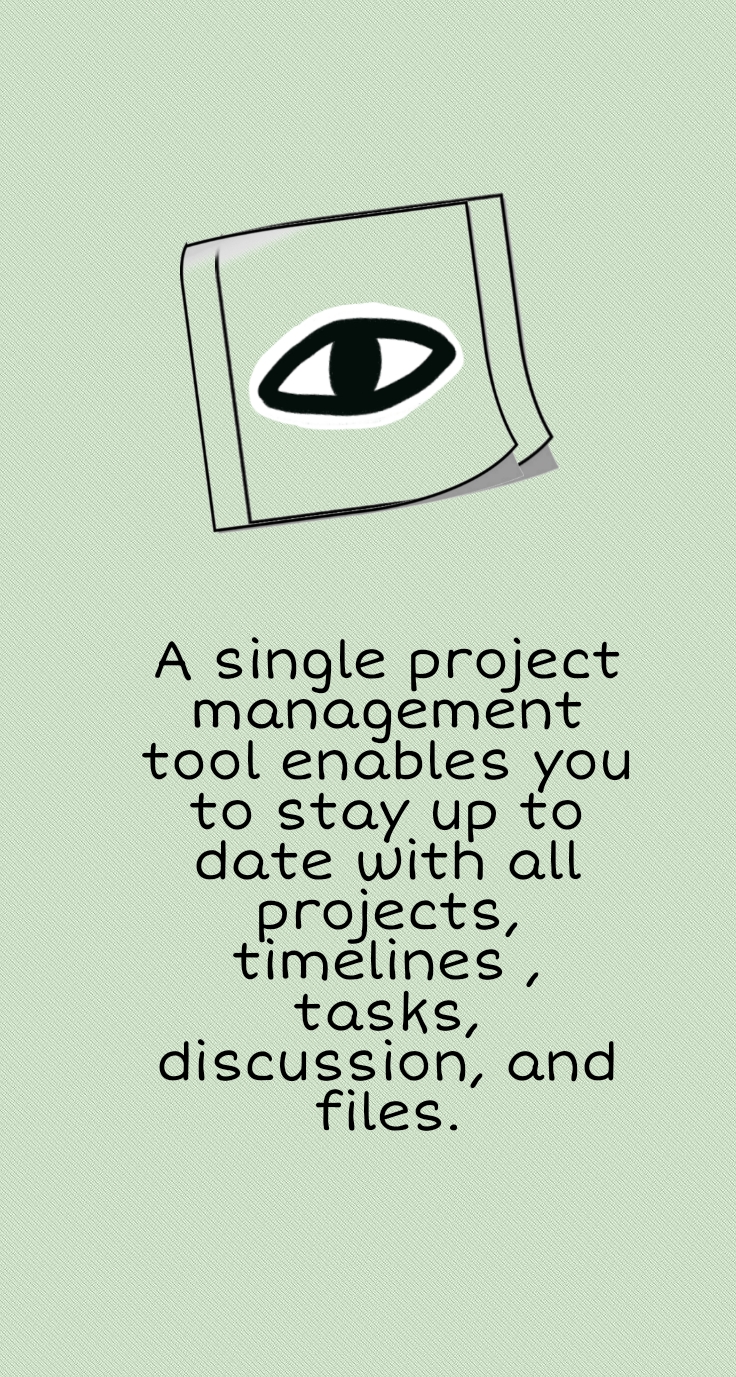 A single project
management
tool enables you
to stay up to
date with all
projects,
timelines ,
tasks,
discussion, and
files.